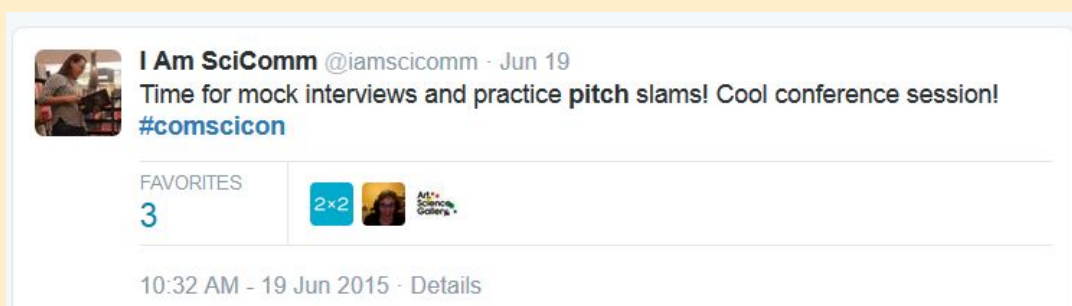 I Am SciComm @iamscicomm · Jun 19
Time for mock interviews and practice pitch slams! Cool conference session!
#comscicon
FAVORITES
3
2×2
Art.
Science
Gallery.
10:32 AM - 19 Jun 2015 · Details